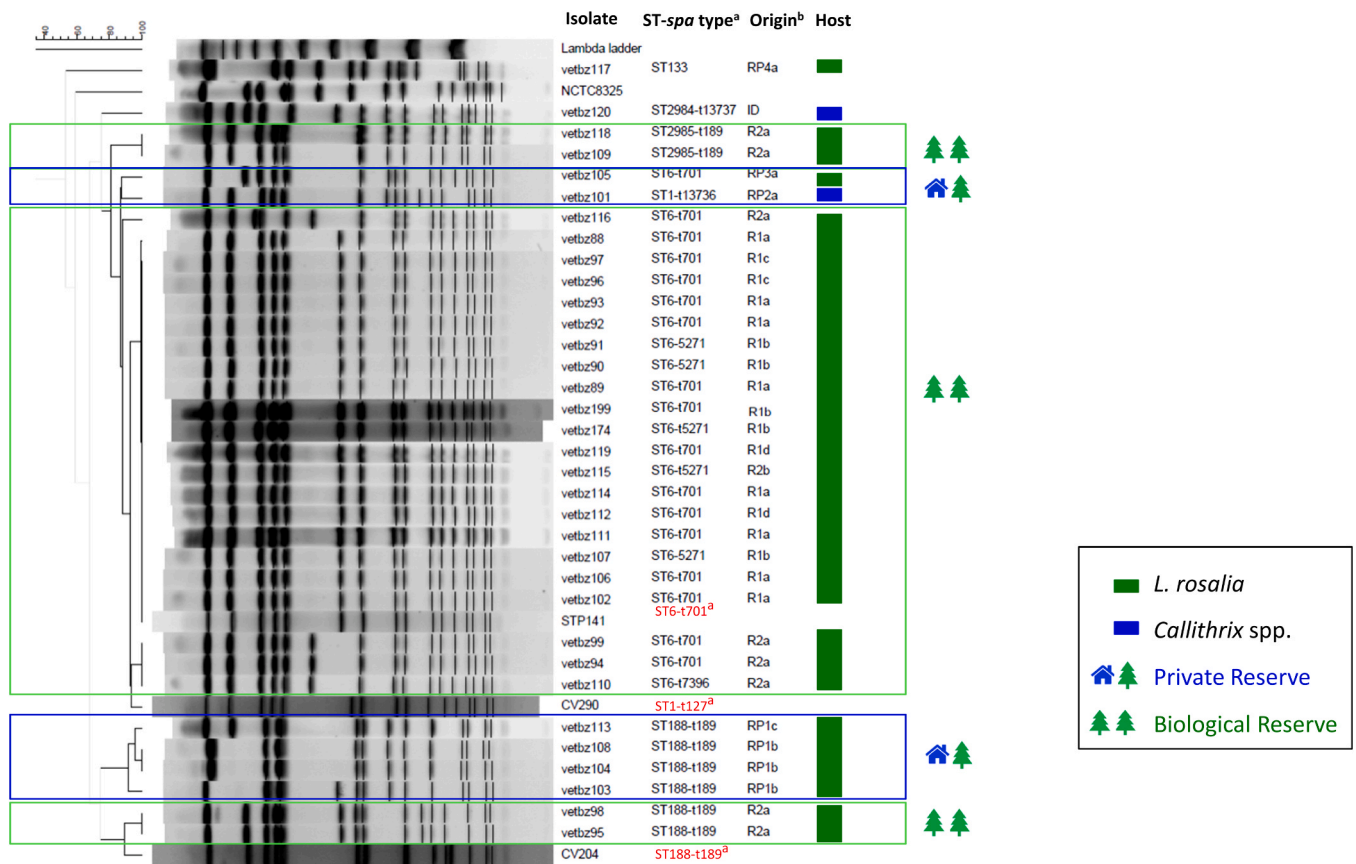 40 60 80 100
Isolate ST-spa typeᵃ Originᵇ Host
Lambda ladder
vetbz117 ST133 RP4a
NCTC8325
vetbz120 ST2984-t13737 ID
vetbz118 ST2985-t189 R2a
vetbz109 ST2985-t189 R2a
vetbz105 ST6-t701 RP3a
vetbz101 ST1-t13736 RP2a
vetbz116 ST6-t701 R2a
vetbz88 ST6-t701 R1a
vetbz97 ST6-t701 R1c
vetbz96 ST6-t701 R1c
vetbz93 ST6-t701 R1a
vetbz92 ST6-t701 R1a
vetbz91 ST6-5271 R1b
vetbz90 ST6-5271 R1b
vetbz89 ST6-t701 R1a
vetbz199 ST6-t701 R1b
vetbz174 ST6-t5271 R1b
vetbz119 ST6-t701 R1d
vetbz115 ST6-t5271 R2b
vetbz114 ST6-t701 R1a
vetbz112 ST6-t701 R1d
vetbz111 ST6-t701 R1a
vetbz107 ST6-5271 R1b
vetbz106 ST6-t701 R1a
vetbz102 ST6-t701 R1a
STP141 ST6-t701ᵃ
vetbz99 ST6-t701 R2a
vetbz94 ST6-t701 R2a
vetbz110 ST6-t7396 R2a
CV290 ST1-t127ᵃ
vetbz113 ST188-t189 RP1c
vetbz108 ST188-t189 RP1b
vetbz104 ST188-t189 RP1b
vetbz103 ST188-t189 RP1b
vetbz98 ST188-t189 R2a
vetbz95 ST188-t189 R2a
CV204 ST188-t189ᵃ
L. rosalia
Callithrix spp.
Private Reserve
Biological Reserve